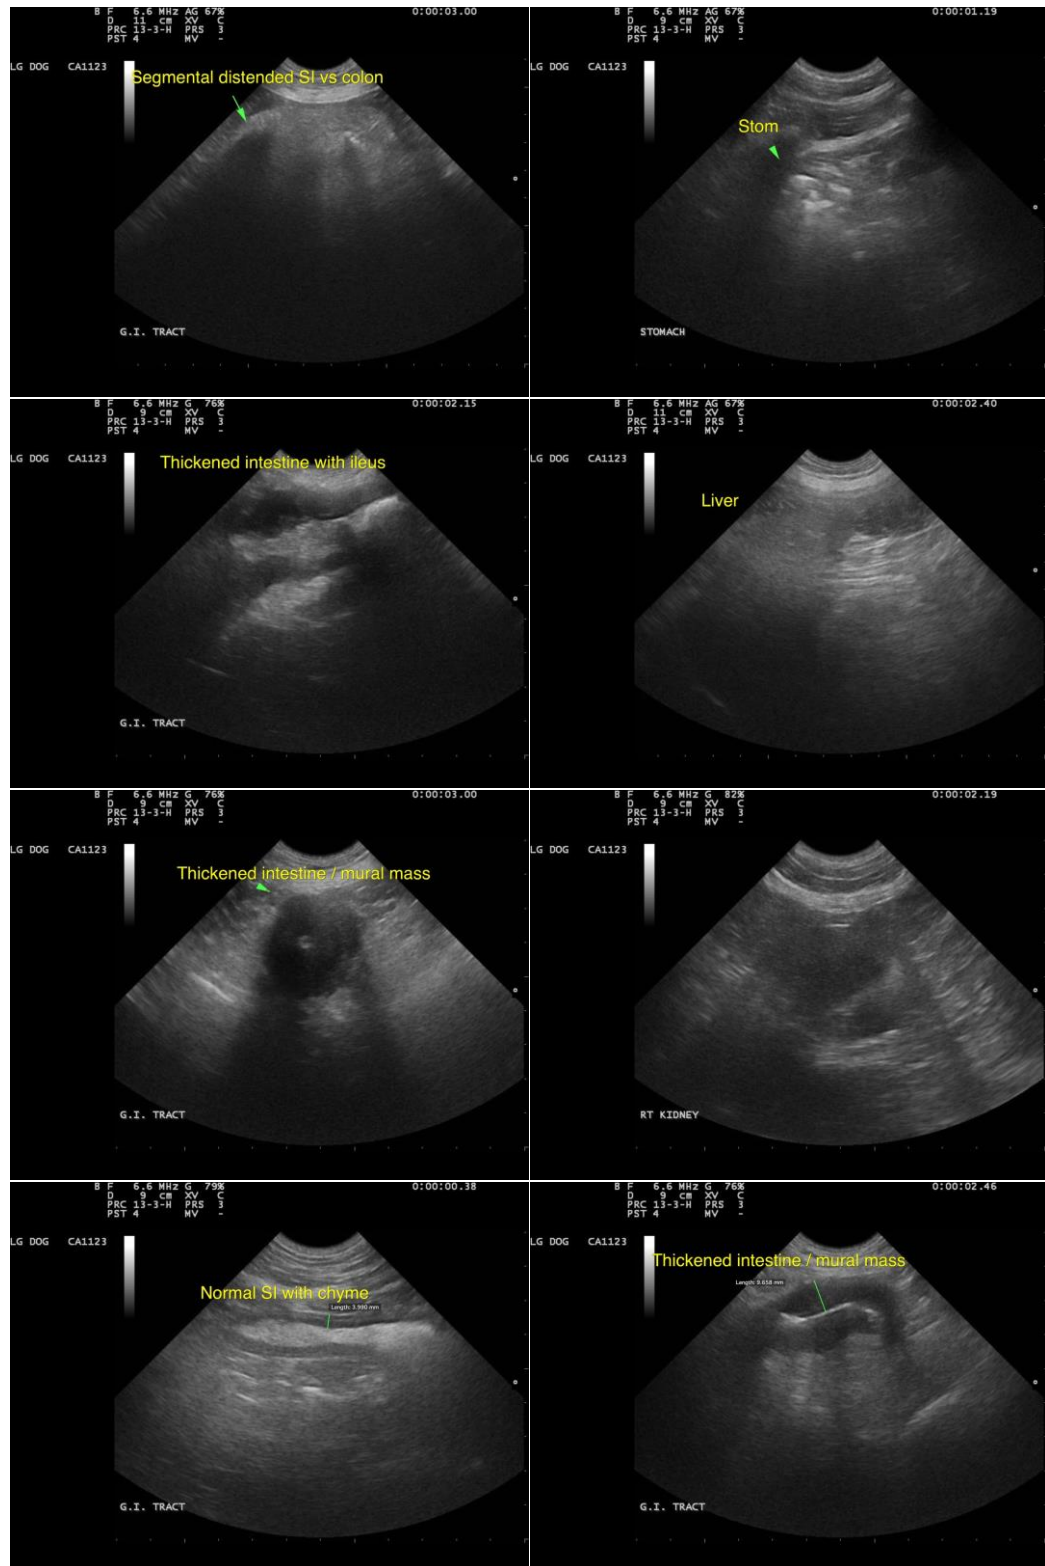 B F 6.6 MHz AG 67%
D 11 cm XV C
PRC 13-3-H PRS 3
PST 4 MV -
0:00:03.00
LG DOG CA1123
Segmental distended SI vs colon
G.I. TRACT
B F 6.6 MHz AG 67%
D 9 cm XV C
PRC 13-3-H PRS 3
PST 4 MV -
0:00:01.19
LG DOG CA1123
Stom
STOMACH
B F 6.6 MHz G 76%
D 9 cm XV C
PRC 13-3-H PRS 3
PST 4 MV -
0:00:02.15
LG DOG CA1123
Thickened intestine with ileus
G.I. TRACT
B F 6.6 MHz AG 67%
D 11 cm XV C
PRC 13-3-H PRS 3
PST 4 MV -
0:00:02.40
LG DOG CA1123
Liver
B F 6.6 MHz G 76%
D 9 cm XV C
PRC 13-3-H PRS 3
PST 4 MV -
0:00:03.00
LG DOG CA1123
Thickened intestine / mural mass
G.I. TRACT
B F 6.6 MHz G 82%
D 9 cm XV C
PRC 13-3-H PRS 3
PST 4 MV -
0:00:02.19
LG DOG CA1123
RT KIDNEY
B F 6.6 MHz G 79%
D 9 cm XV C
PRC 13-3-H PRS 3
PST 4 MV -
0:00:00.38
LG DOG CA1123
Normal SI with chyme
Length: 3.980 mm
G.I. TRACT
B F 6.6 MHz G 76%
D 9 cm XV C
PRC 13-3-H PRS 3
PST 4 MV -
0:00:02.46
LG DOG CA1123
Thickened intestine / mural mass
Length: mm
G.I. TRACT